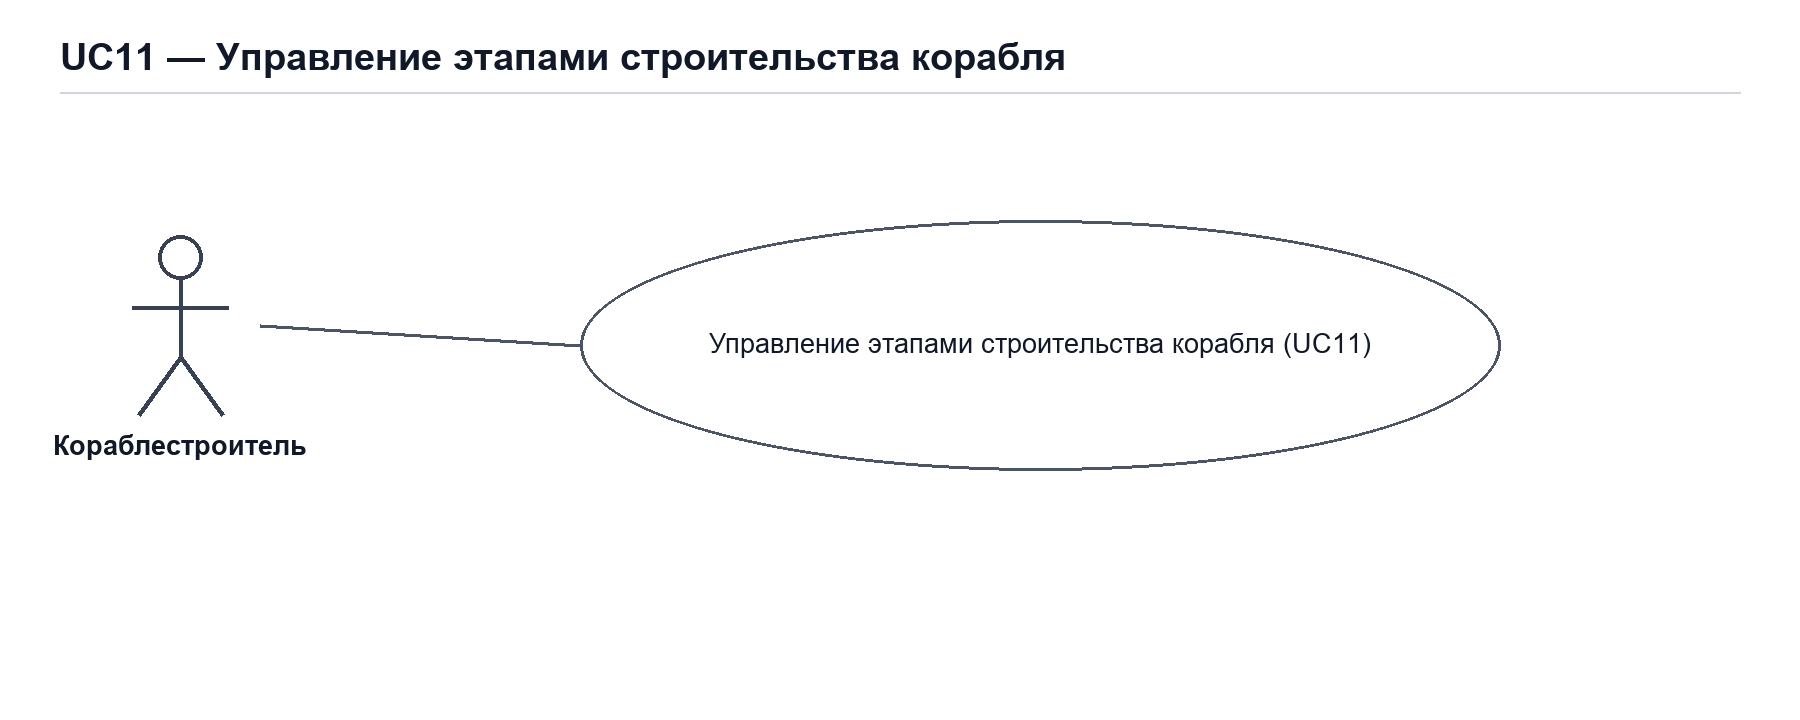 UC11 — Управление этапами строительства корабля
Управление этапами строительства корабля (UC11)
Кораблестроитель